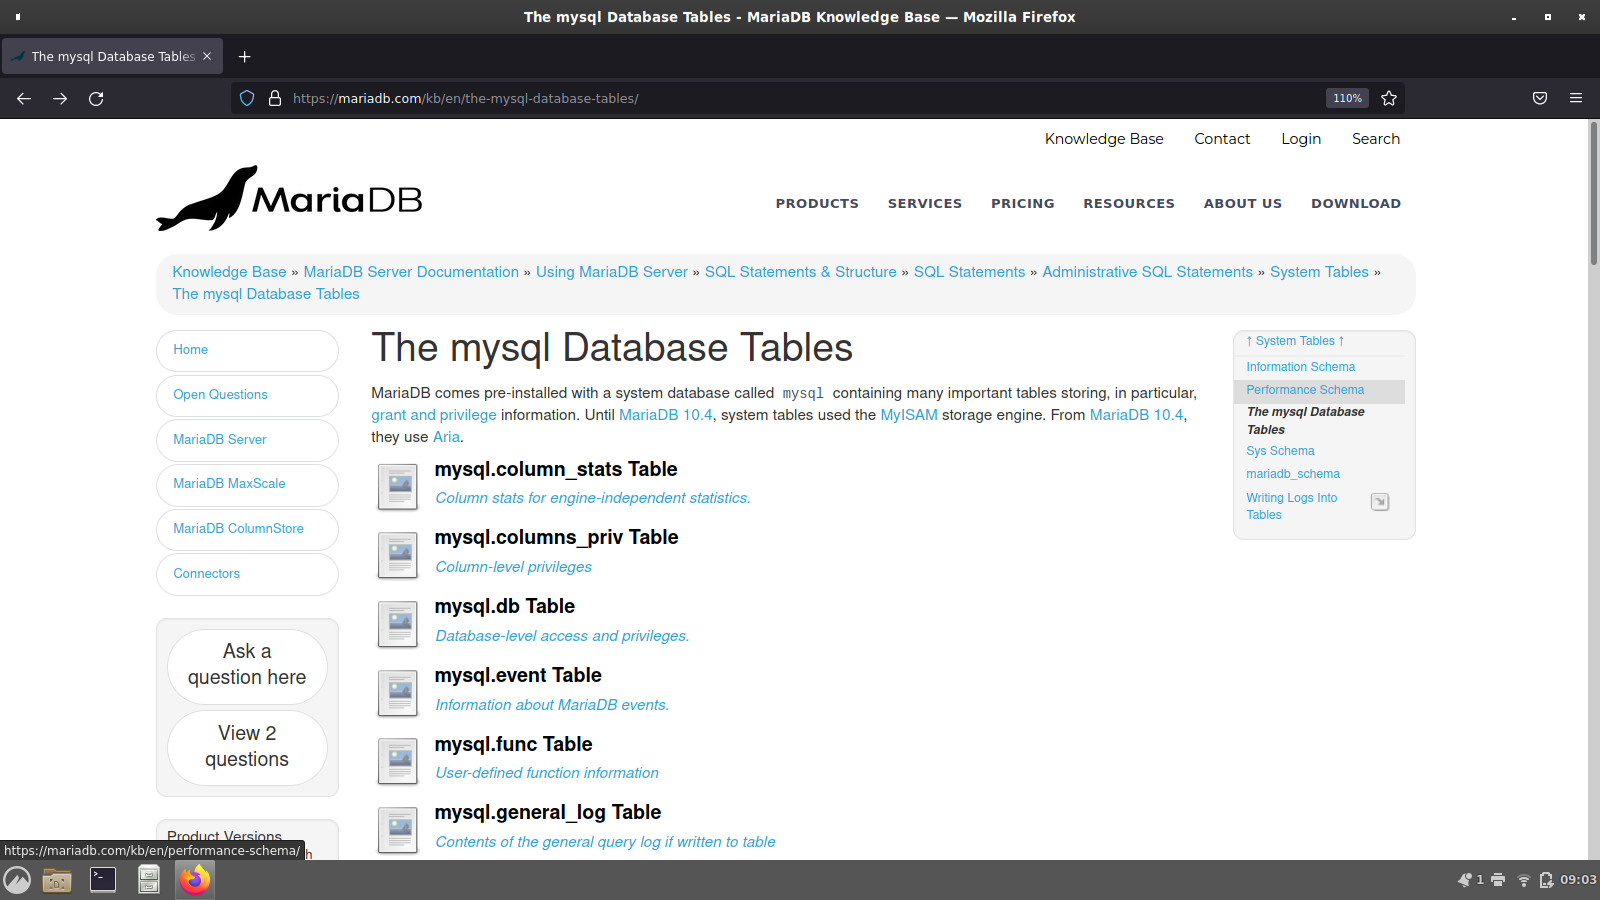 The mysql Database Tables - MariaDB Knowledge Base — Mozilla Firefox
The mysql Database Tables
https://mariadb.com/kb/en/the-mysql-database-tables/
110%
Knowledge Base Contact Login Search
MariaDB
PRODUCTS SERVICES PRICING RESOURCES ABOUT US DOWNLOAD
Knowledge Base » MariaDB Server Documentation » Using MariaDB Server » SQL Statements & Structure » SQL Statements » Administrative SQL Statements » System Tables »
The mysql Database Tables
Home
Open Questions
MariaDB Server
MariaDB MaxScale
MariaDB ColumnStore
Connectors
Ask a
question here
View 2
questions
Product Versions
h
The mysql Database Tables
MariaDB comes pre-installed with a system database called mysql containing many important tables storing, in particular,
grant and privilege information. Until MariaDB 10.4, system tables used the MyISAM storage engine. From MariaDB 10.4,
they use Aria.
mysql.column_stats Table
Column stats for engine-independent statistics.
mysql.columns_priv Table
Column-level privileges
mysql.db Table
Database-level access and privileges.
mysql.event Table
Information about MariaDB events.
mysql.func Table
User-defined function information
mysql.general_log Table
Contents of the general query log if written to table
↑ System Tables ↑
Information Schema
Performance Schema
The mysql Database
Tables
Sys Schema
mariadb_schema
Writing Logs Into
Tables
https://mariadb.com/kb/en/performance-schema/
1
09:03